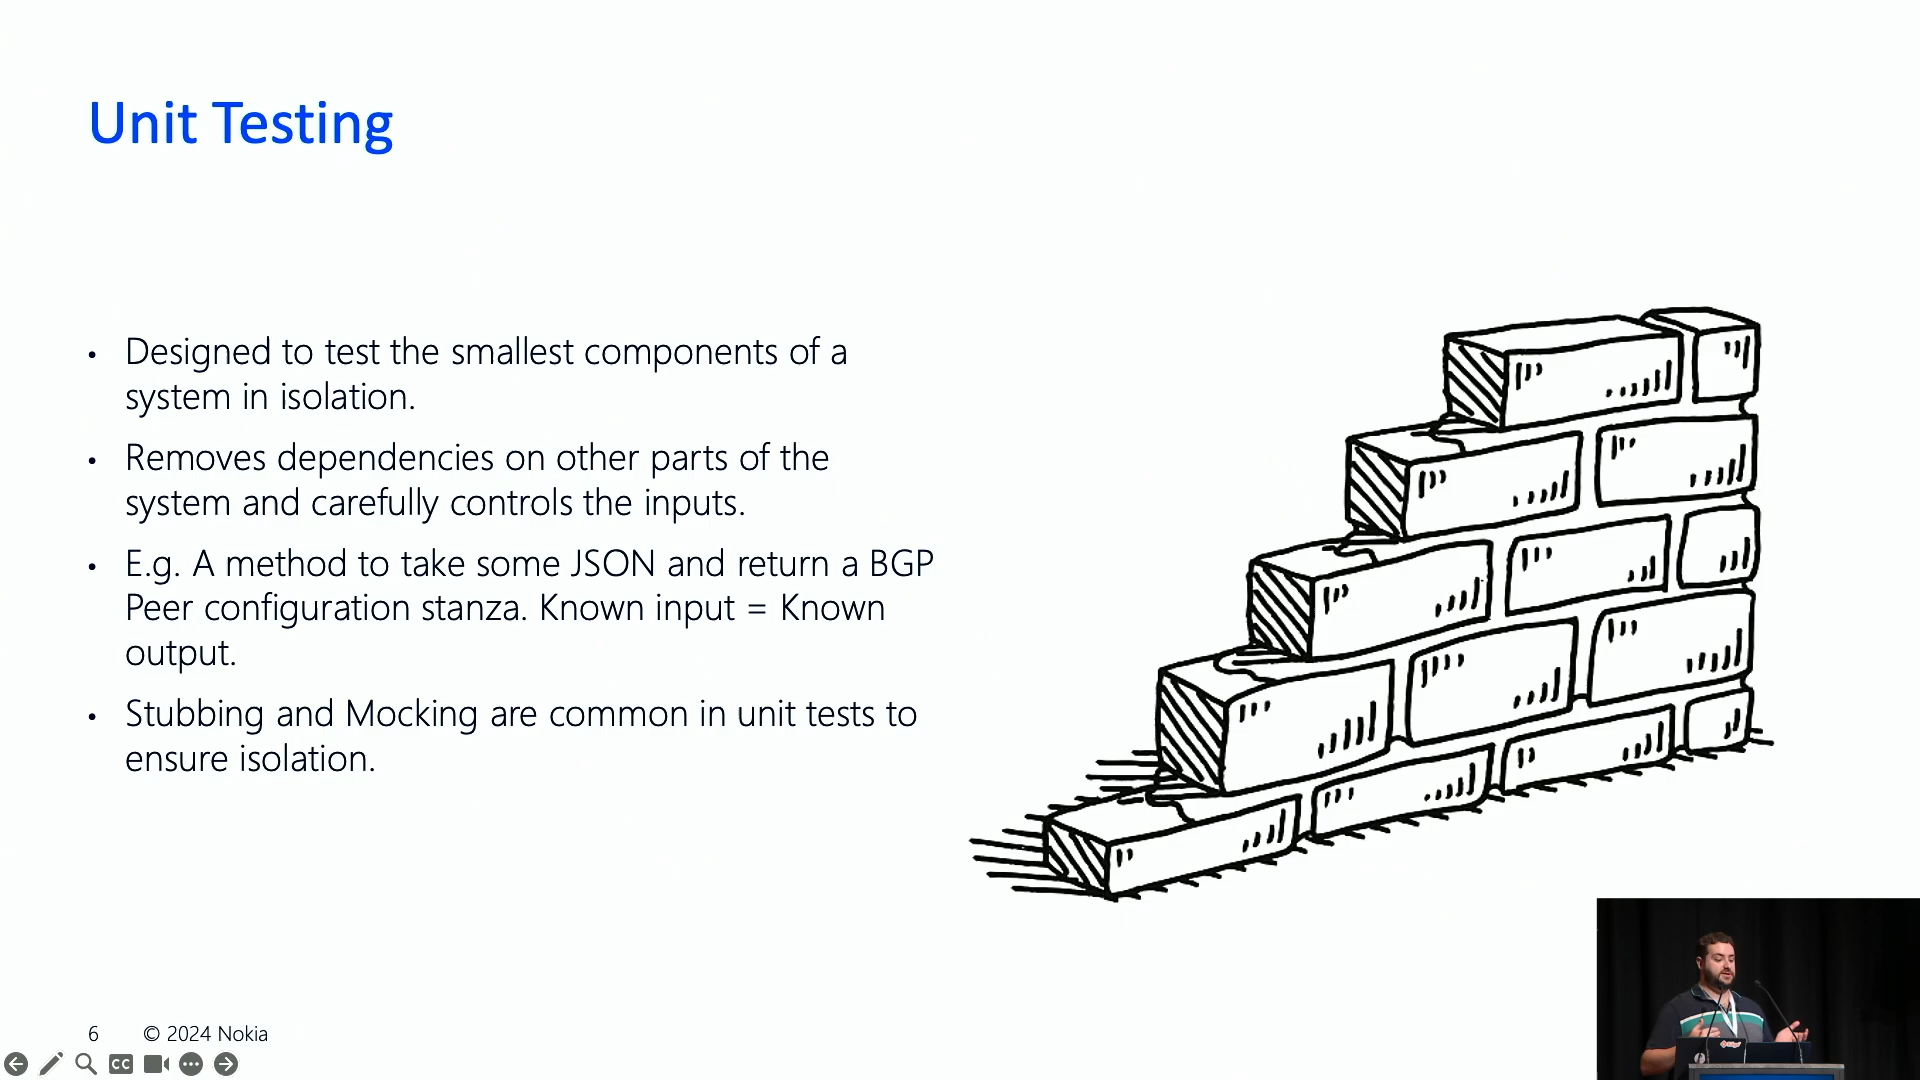 Unit Testing
• Designed to test the smallest components of a
system in isolation.
• Removes dependencies on other parts of the
system and carefully controls the inputs.
• E.g. A method to take some JSON and return a BGP
Peer configuration stanza. Known input = Known
output.
• Stubbing and Mocking are common in unit tests to
ensure isolation.
6 © 2024 Nokia
CC